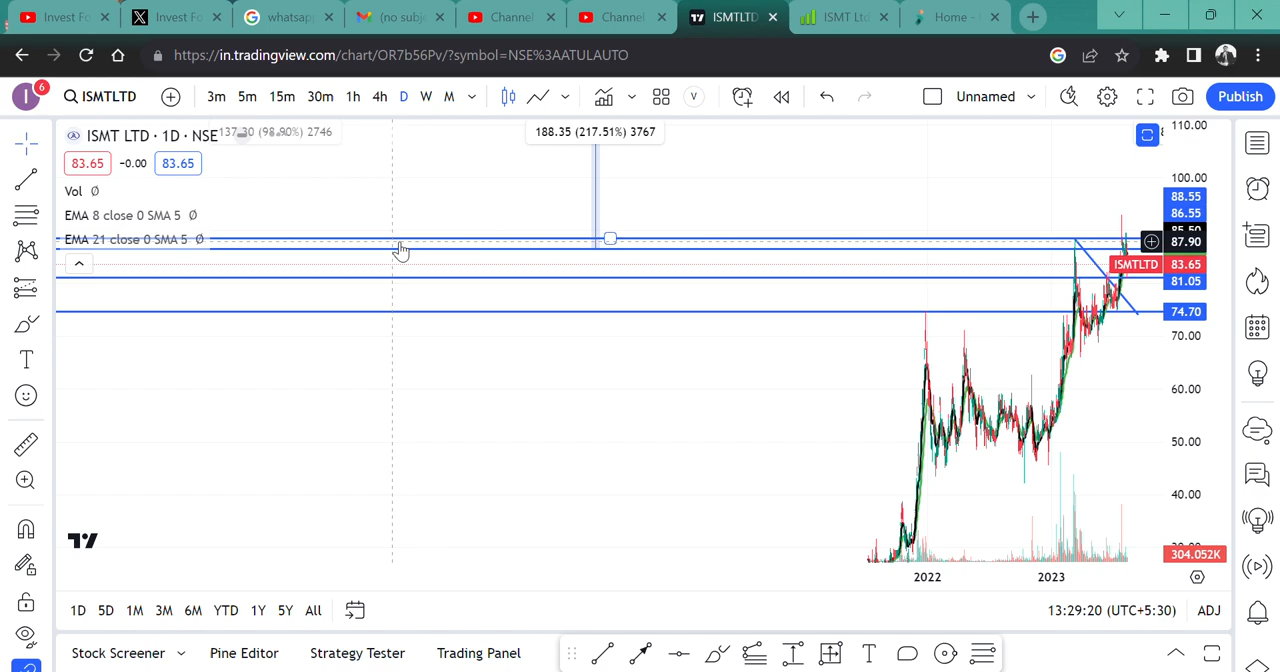 Invest Fo
Invest Fo
whatsap
(no subje
Channel
Channel
ISMTLTD
ISMT Ltd
Home -
https://in.tradingview.com/chart/OR7b56Pv/?symbol=NSE%3AATULAUTO
I
6
ISMTLTD
3m 5m 15m 30m 1h 4h D W M
V
Unnamed
Publish
ISMT LTD · 1D · NSE
137.30 (98.90%) 2746
188.35 (217.51%) 3767
83.65 −0.00 83.65
Vol Ø
EMA 8 close 0 SMA 5 Ø
EMA 21 close 0 SMA 5 Ø
110.00
100.00
88.55
86.55
85.50
87.90
ISMTLTD 83.65
81.05
74.70
70.00
60.00
50.00
40.00
304.052K
2022 2023
1D 5D 1M 3M 6M YTD 1Y 5Y All
13:29:20 (UTC+5:30) ADJ
Stock Screener Pine Editor Strategy Tester Trading Panel
T